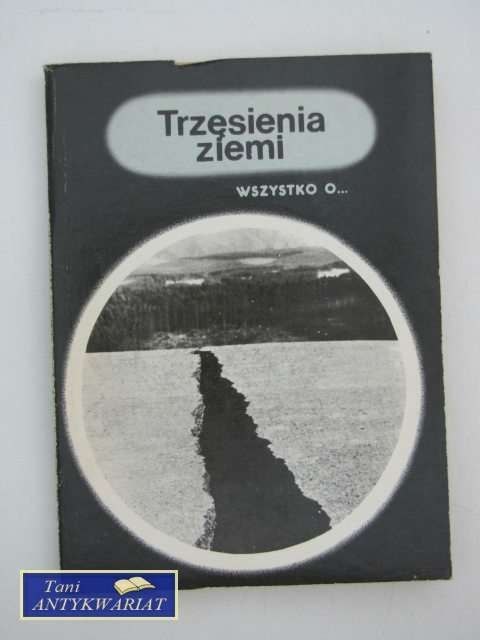 Trzęsienia
ziemi
WSZYSTKO O...
Tani
ANTYKWARIAT